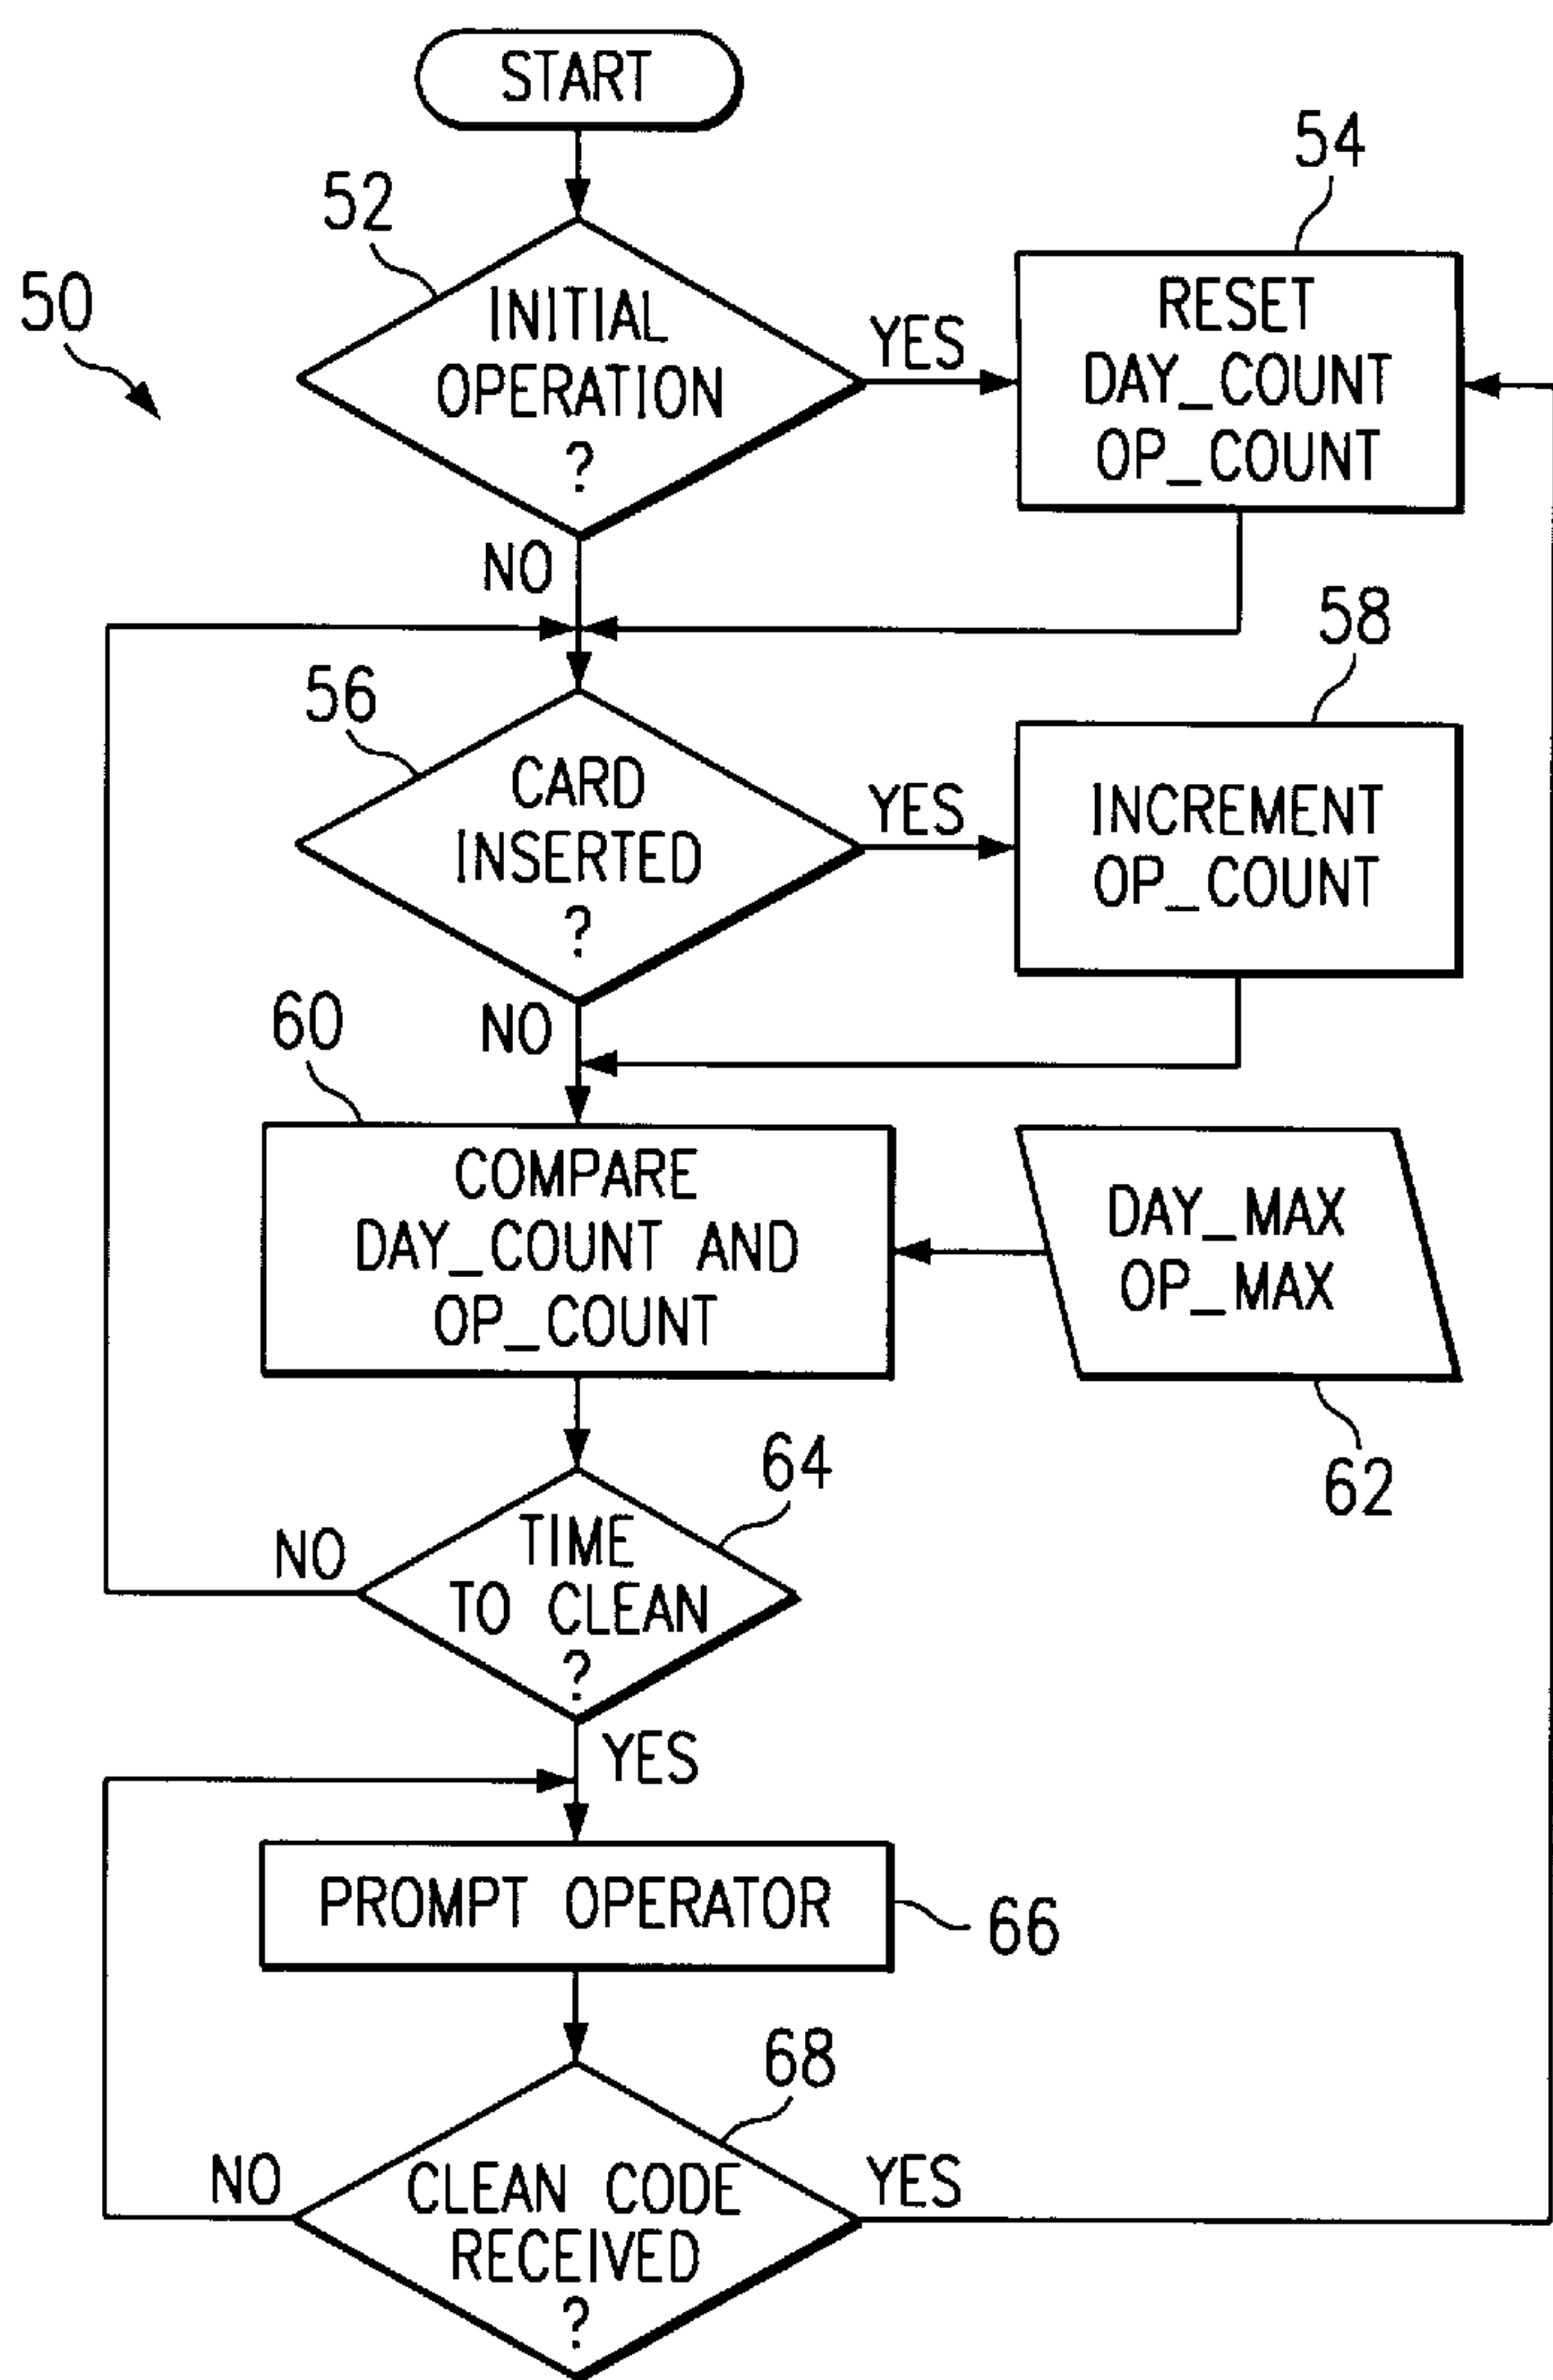 START
52
54
50
INITIAL
OPERATION
?
YES
RESET
DAY_COUNT
OP_COUNT
NO
58
56
CARD
INSERTED
?
YES
INCREMENT
OP_COUNT
60
NO
COMPARE
DAY_COUNT AND
OP_COUNT
DAY_MAX
OP_MAX
62
64
NO
TIME
TO CLEAN
?
YES
PROMPT OPERATOR
66
68
NO
CLEAN CODE
RECEIVED
?
YES